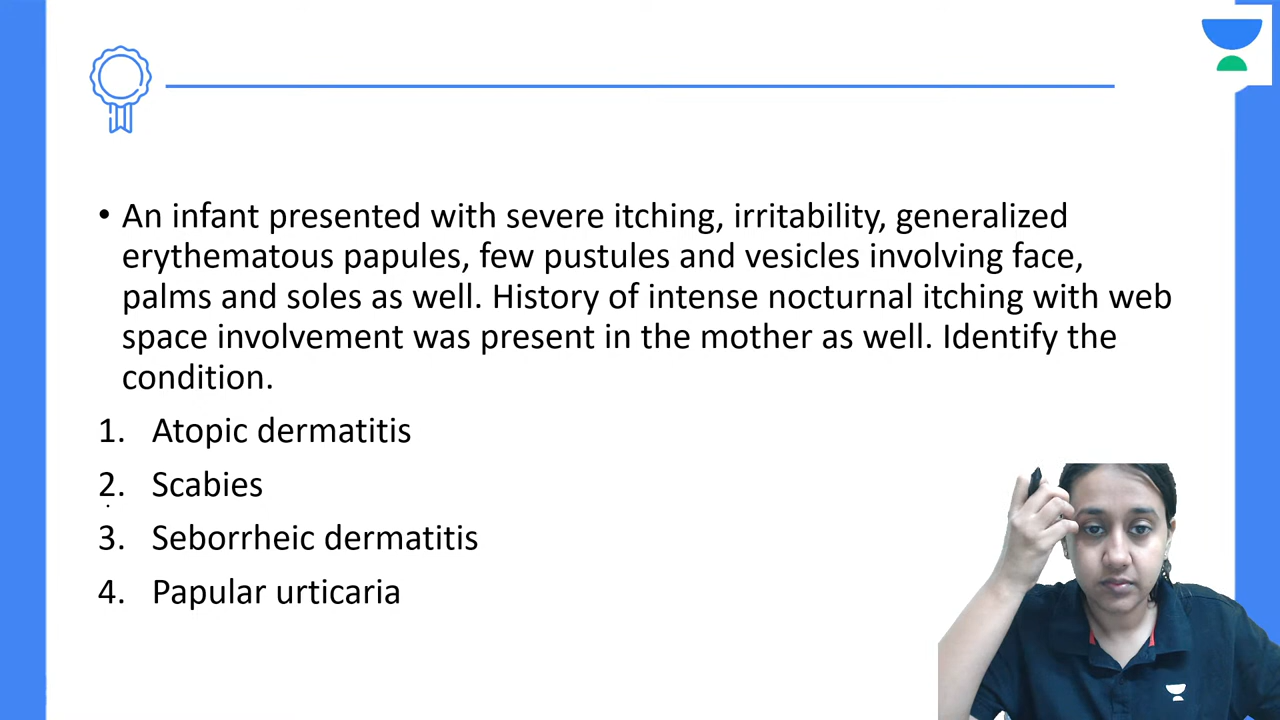 • An infant presented with severe itching, irritability, generalized
erythematous papules, few pustules and vesicles involving face,
palms and soles as well. History of intense nocturnal itching with web
space involvement was present in the mother as well. Identify the
condition.
1. Atopic dermatitis
2. Scabies
3. Seborrheic dermatitis
4. Papular urticaria